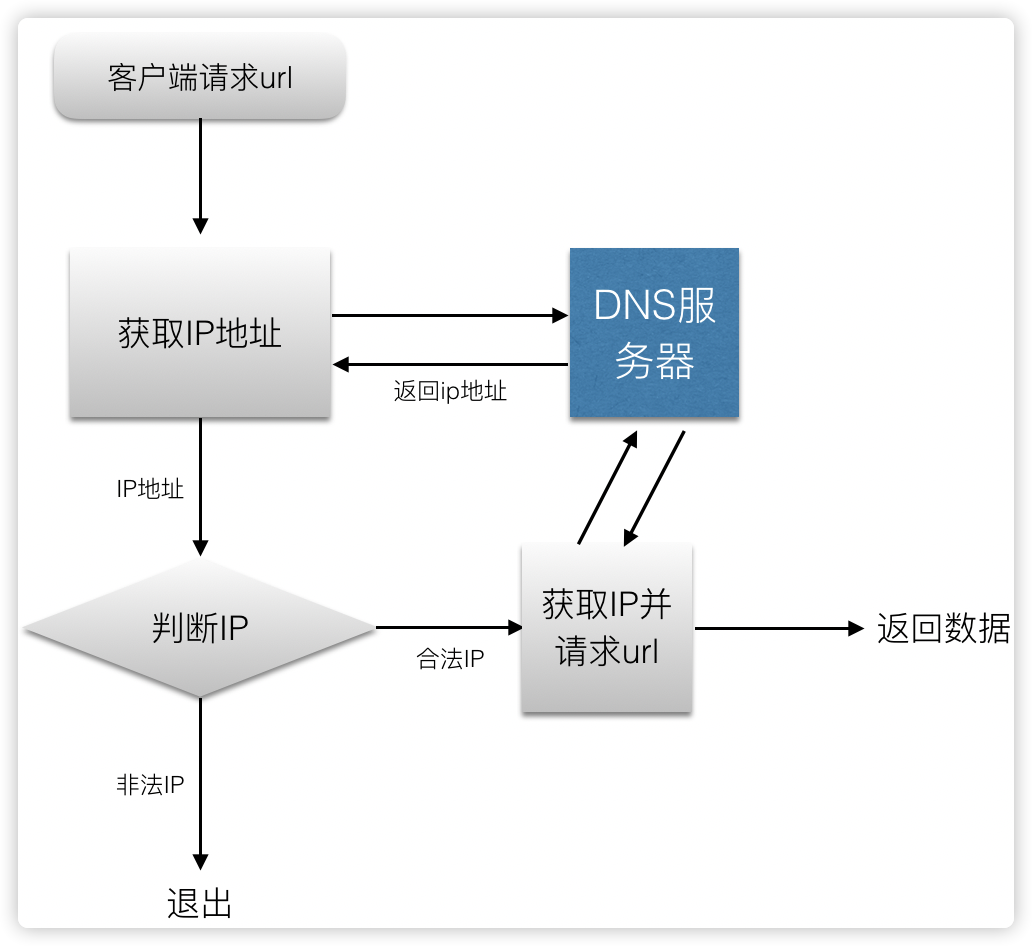 客户端请求url
获取IP地址
DNS服
务器
返回ip地址
IP地址
判断IP
合法IP
获取IP并
请求url
返回数据
非法IP
退出